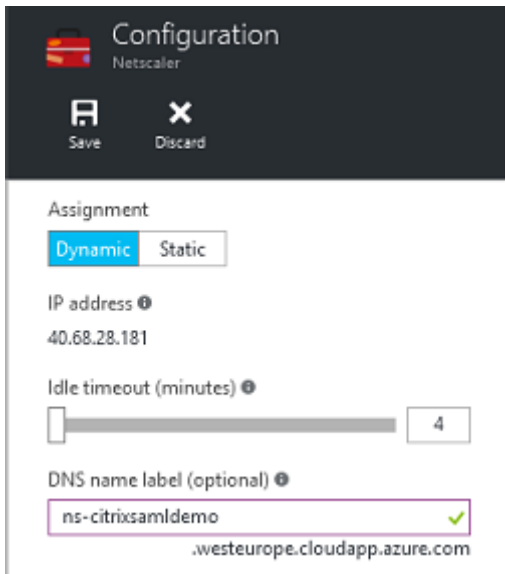 Configuration
Netscaler
Save Discard
Assignment
Dynamic Static
IP address
40.68.28.181
Idle timeout (minutes)
4
DNS name label (optional)
ns-citrixsamldemo
.westeurope.cloudapp.azure.com